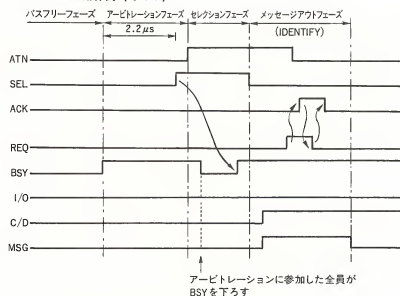 バスフリーフェーズ アービトレーションフェーズ セレクションフェーズ メッセージアウトフェーズ
2.2μs
(IDENTIFY)
ATN
SEL
ACK
REQ
BSY
I/O
C/D
MSG
アービトレーションに参加した全員が
BSYを下ろす